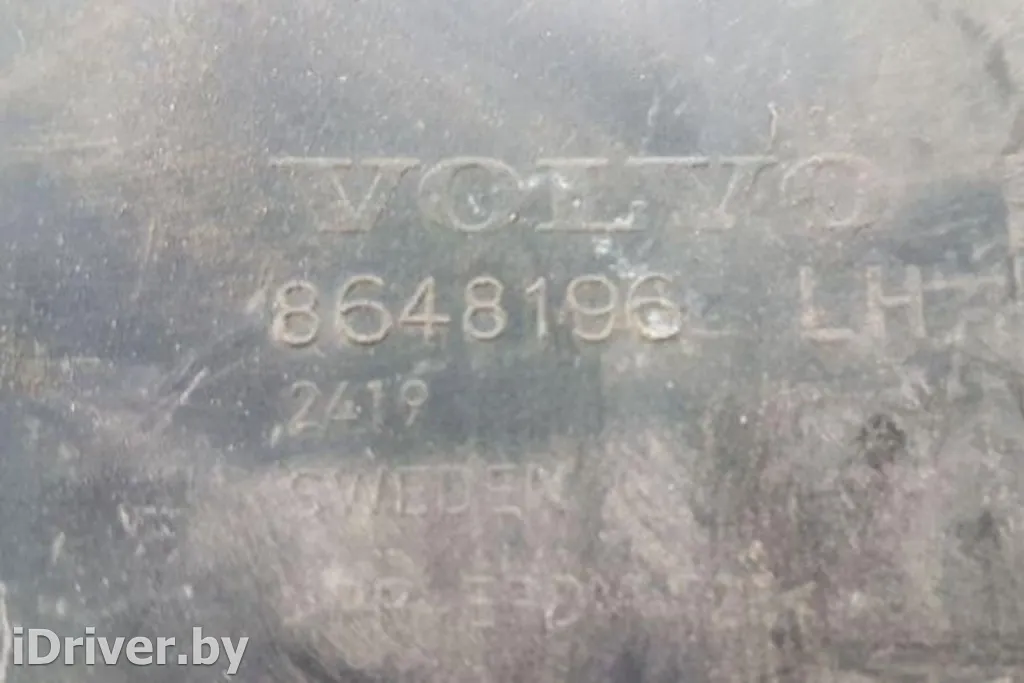 VOLVO
8648196 LH
2419
SWEDEN
iDriver.by